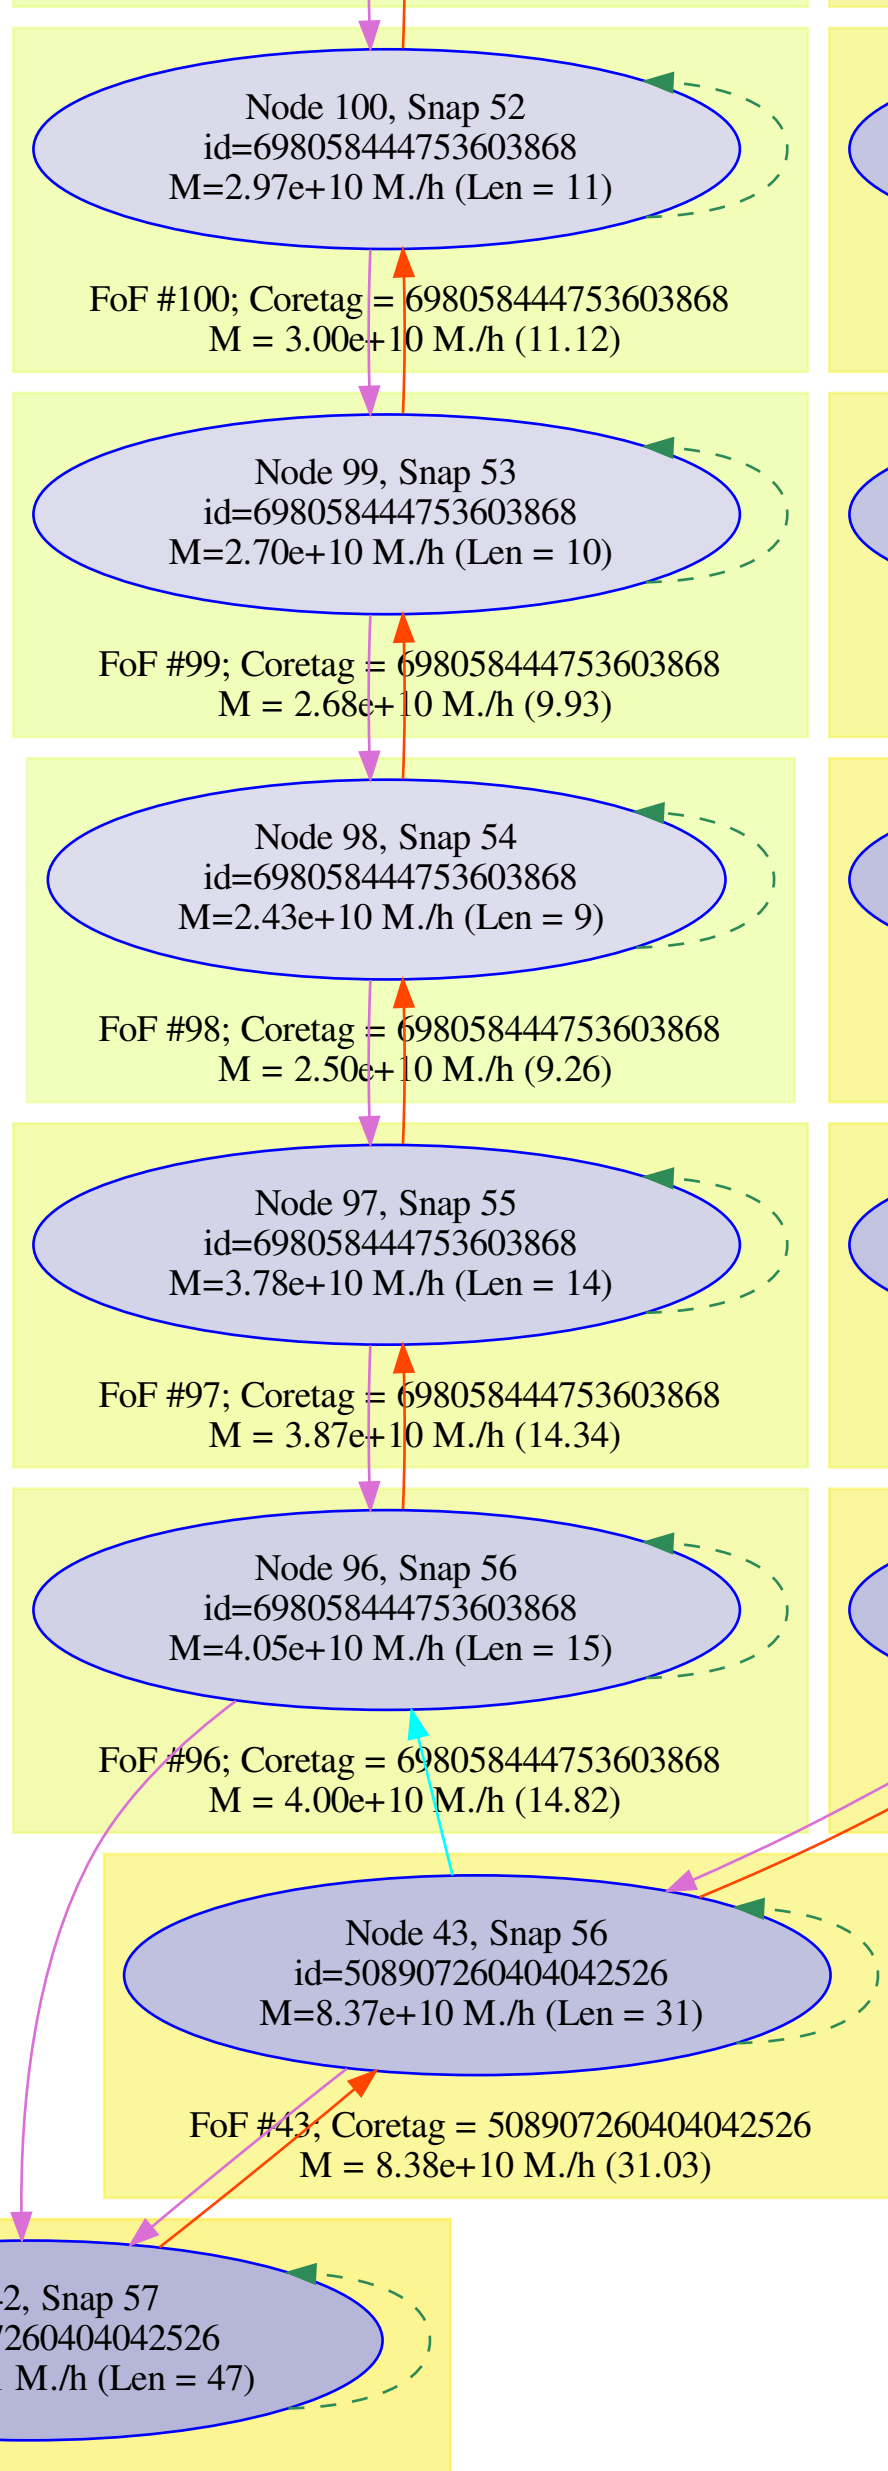 Node 100, Snap 52
id=698058444753603868
M=2.97e+10 M./h (Len = 11)
FoF #100; Coretag = 698058444753603868
M = 3.00e+10 M./h (11.12)
Node 99, Snap 53
id=698058444753603868
M=2.70e+10 M./h (Len = 10)
FoF #99; Coretag = 698058444753603868
M = 2.68e+10 M./h (9.93)
Node 98, Snap 54
id=698058444753603868
M=2.43e+10 M./h (Len = 9)
FoF #98; Coretag = 698058444753603868
M = 2.50e+10 M./h (9.26)
Node 97, Snap 55
id=698058444753603868
M=3.78e+10 M./h (Len = 14)
FoF #97; Coretag = 698058444753603868
M = 3.87e+10 M./h (14.34)
Node 96, Snap 56
id=698058444753603868
M=4.05e+10 M./h (Len = 15)
FoF #96; Coretag = 698058444753603868
M = 4.00e+10 M./h (14.82)
Node 43, Snap 56
id=508907260404042526
M=8.37e+10 M./h (Len = 31)
FoF #43; Coretag = 508907260404042526
M = 8.38e+10 M./h (31.03)
2, Snap 57
260404042526
M./h (Len = 47)